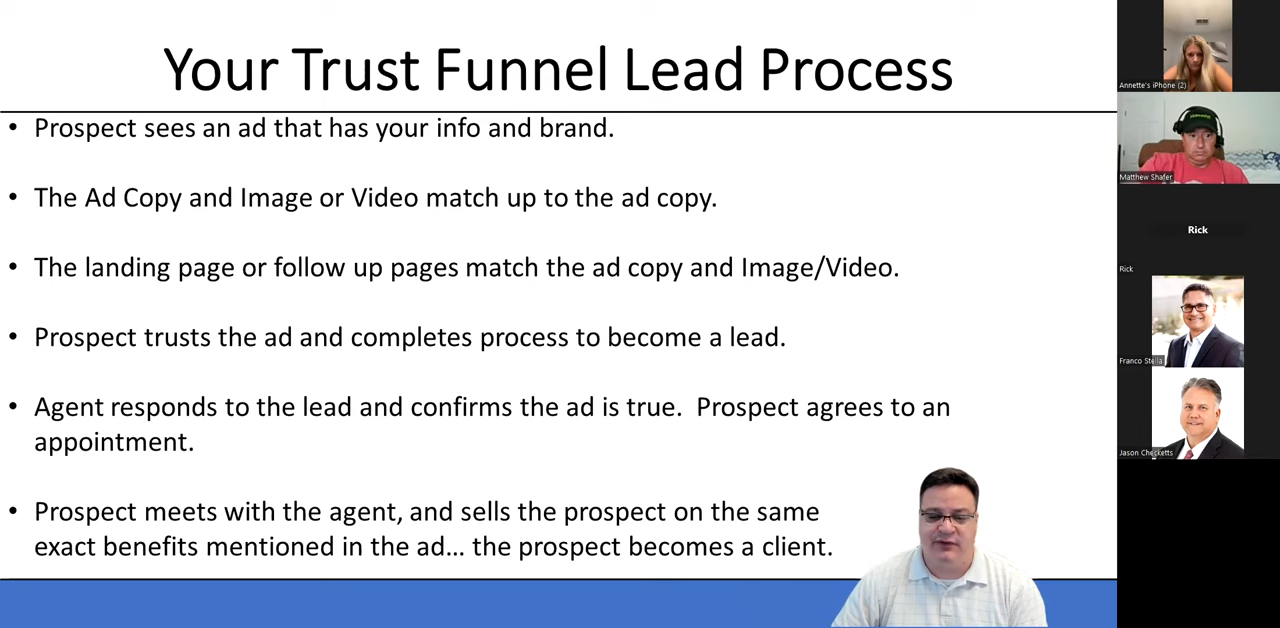 Your Trust Funnel Lead Process
• Prospect sees an ad that has your info and brand.
• The Ad Copy and Image or Video match up to the ad copy.
• The landing page or follow up pages match the ad copy and Image/Video.
• Prospect trusts the ad and completes process to become a lead.
• Agent responds to the lead and confirms the ad is true.  Prospect agrees to an
appointment.
• Prospect meets with the agent, and sells the prospect on the same
exact benefits mentioned in the ad... the prospect becomes a client.
Annette's iPhone (2)
Matthew Shafer
Rick
Rick
Franco Stella
Jason Checketts